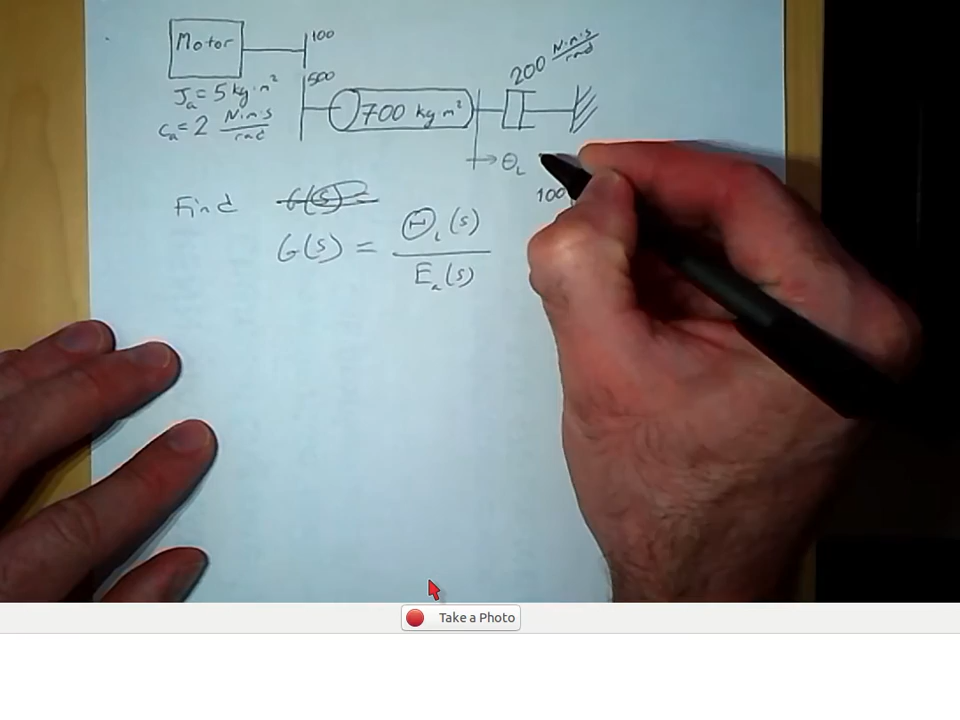 Motor
100
200 N·m·s/rad
500
Jₐ = 5 kg·m²
700 kg m²
cₐ = 2 N·m·s/rad
θL
100
Find G(s) =
G(s) = ΘL(s)/Eₐ(s)
Take a Photo